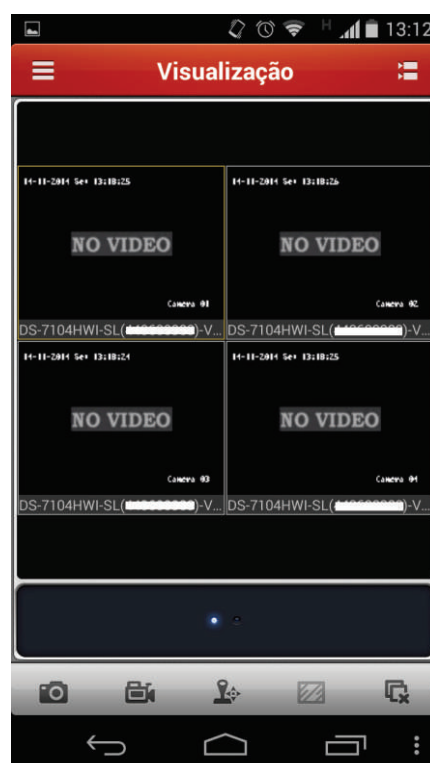 H 13:12
Visualização
14-11-2014 Sex 13:18:25
14-11-2014 Sex 13:18:26
NO VIDEO
NO VIDEO
Camera 01
Camera 02
DS-7104HWI-SL( )-V...
DS-7104HWI-SL( )-V...
14-11-2014 Sex 13:18:24
14-11-2014 Sex 13:18:25
NO VIDEO
NO VIDEO
Camera 03
Camera 04
DS-7104HWI-SL( )-V...
DS-7104HWI-SL( )-V...